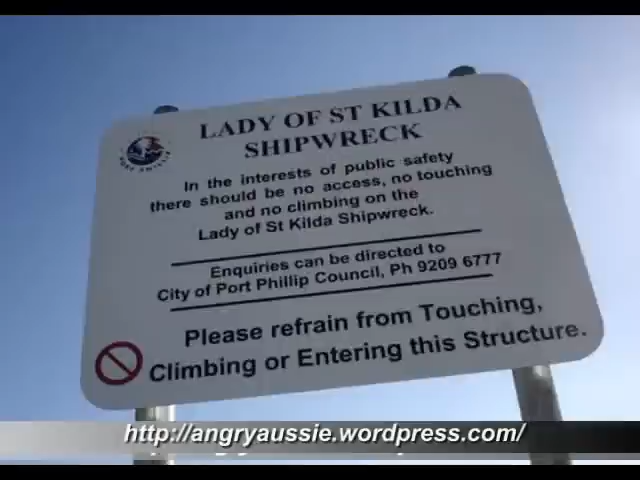 LADY OF ST KILDA
SHIPWRECK
PORT PHILLIP
In the interests of public safety
there should be no access, no touching
and no climbing on the
Lady of St Kilda Shipwreck.
Enquiries can be directed to
City of Port Phillip Council, Ph 9209 6777
Please refrain from Touching,
Climbing or Entering this Structure.
http://angryaussie.wordpress.com/